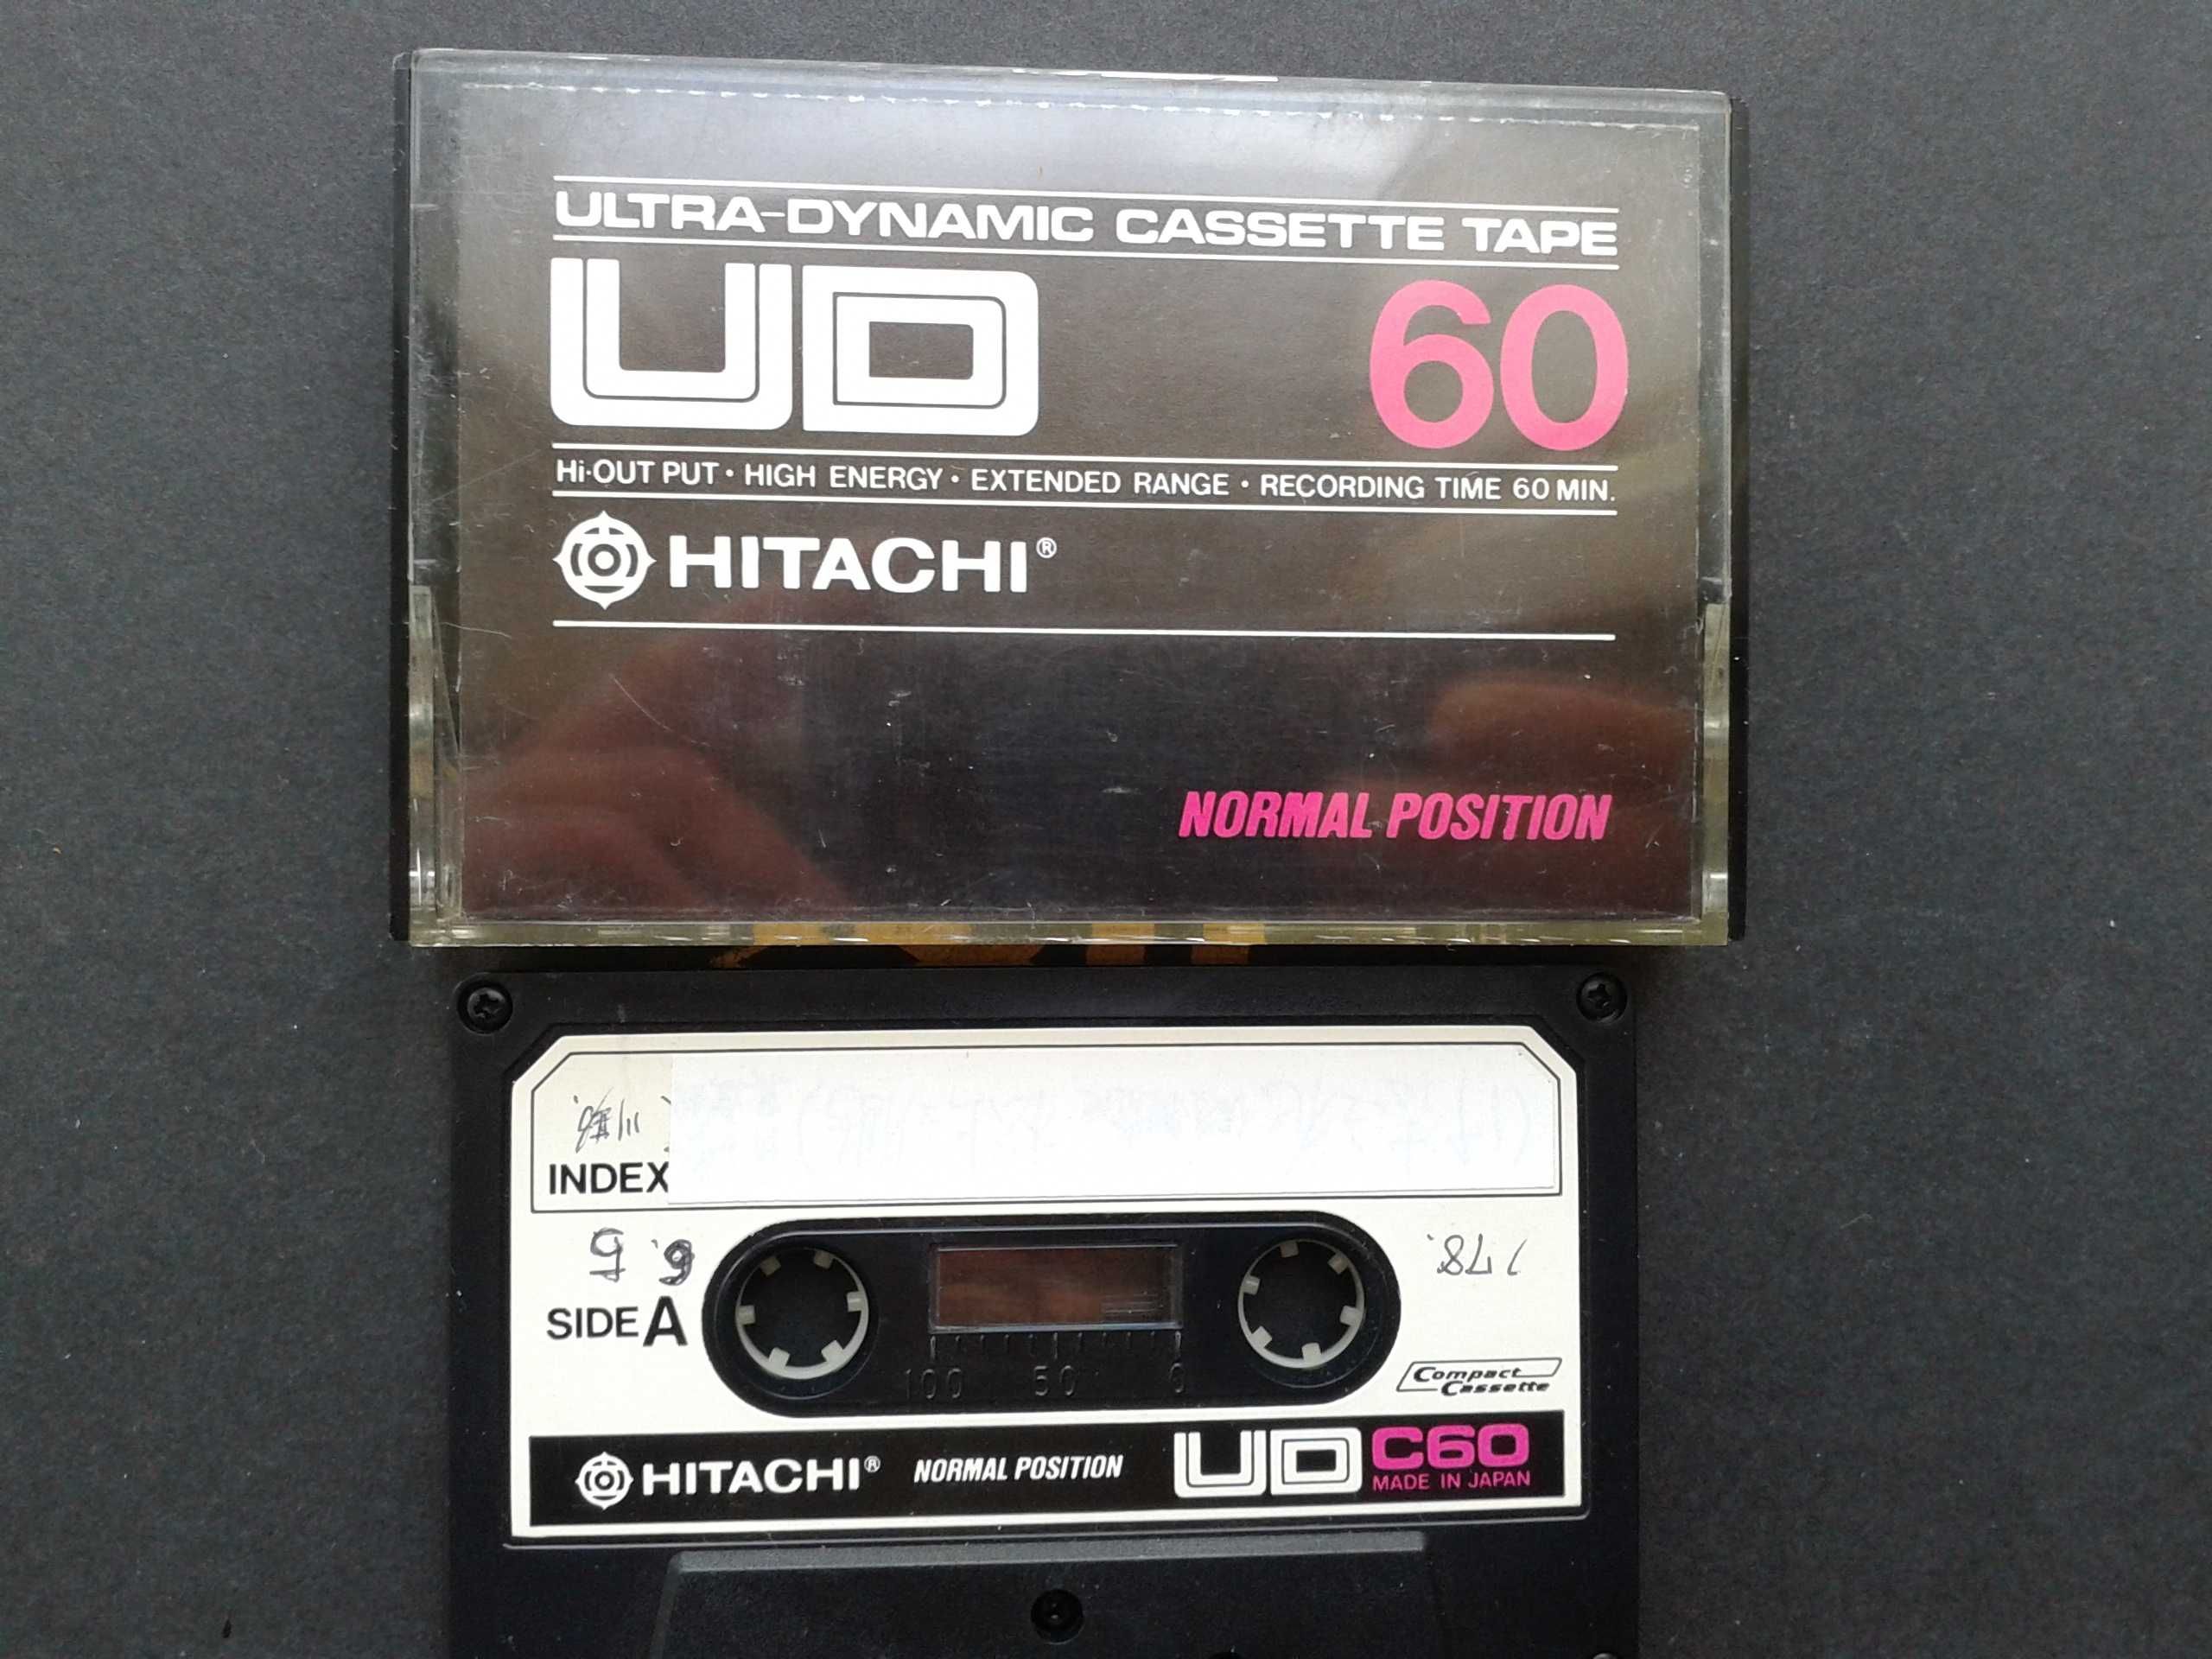 ULTRA-DYNAMIC CASSETTE TAPE
UD 60
Hi-OUT PUT • HIGH ENERGY • EXTENDED RANGE • RECORDING TIME 60 MIN.
HITACHI®
NORMAL POSITION
INDEX
'78.
SIDE A
100 50 0
Compact Cassette
HITACHI® NORMAL POSITION UD C60
MADE IN JAPAN